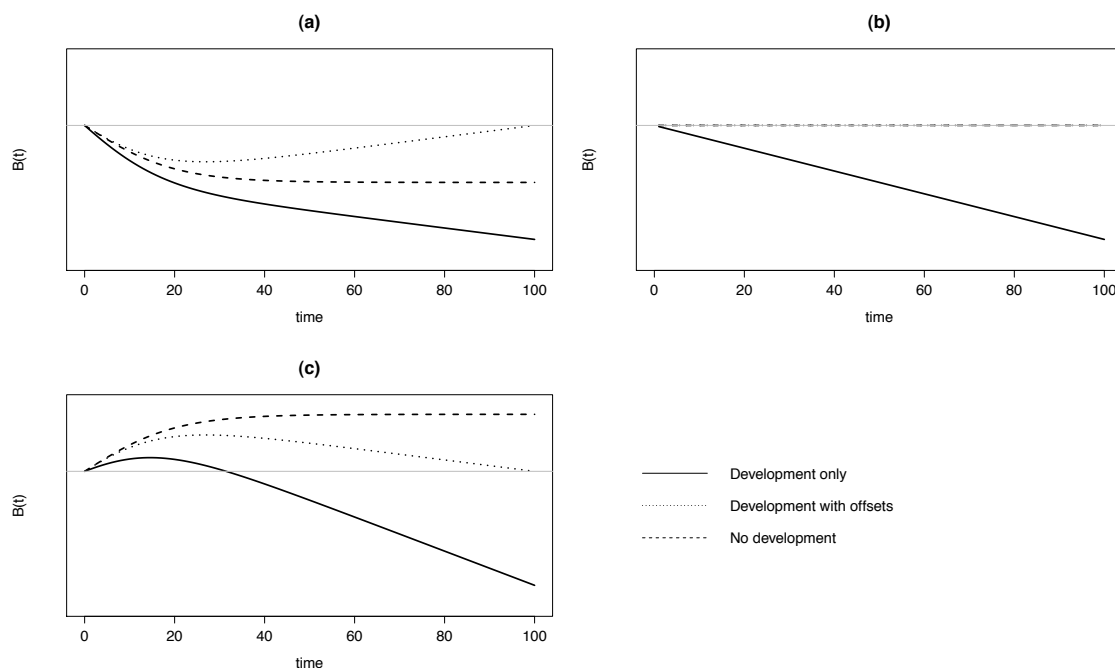 (a)
B(t)
0 20 40 60 80 100
time
(b)
B(t)
0 20 40 60 80 100
time
(c)
B(t)
0 20 40 60 80 100
time
Development only
Development with offsets
No development